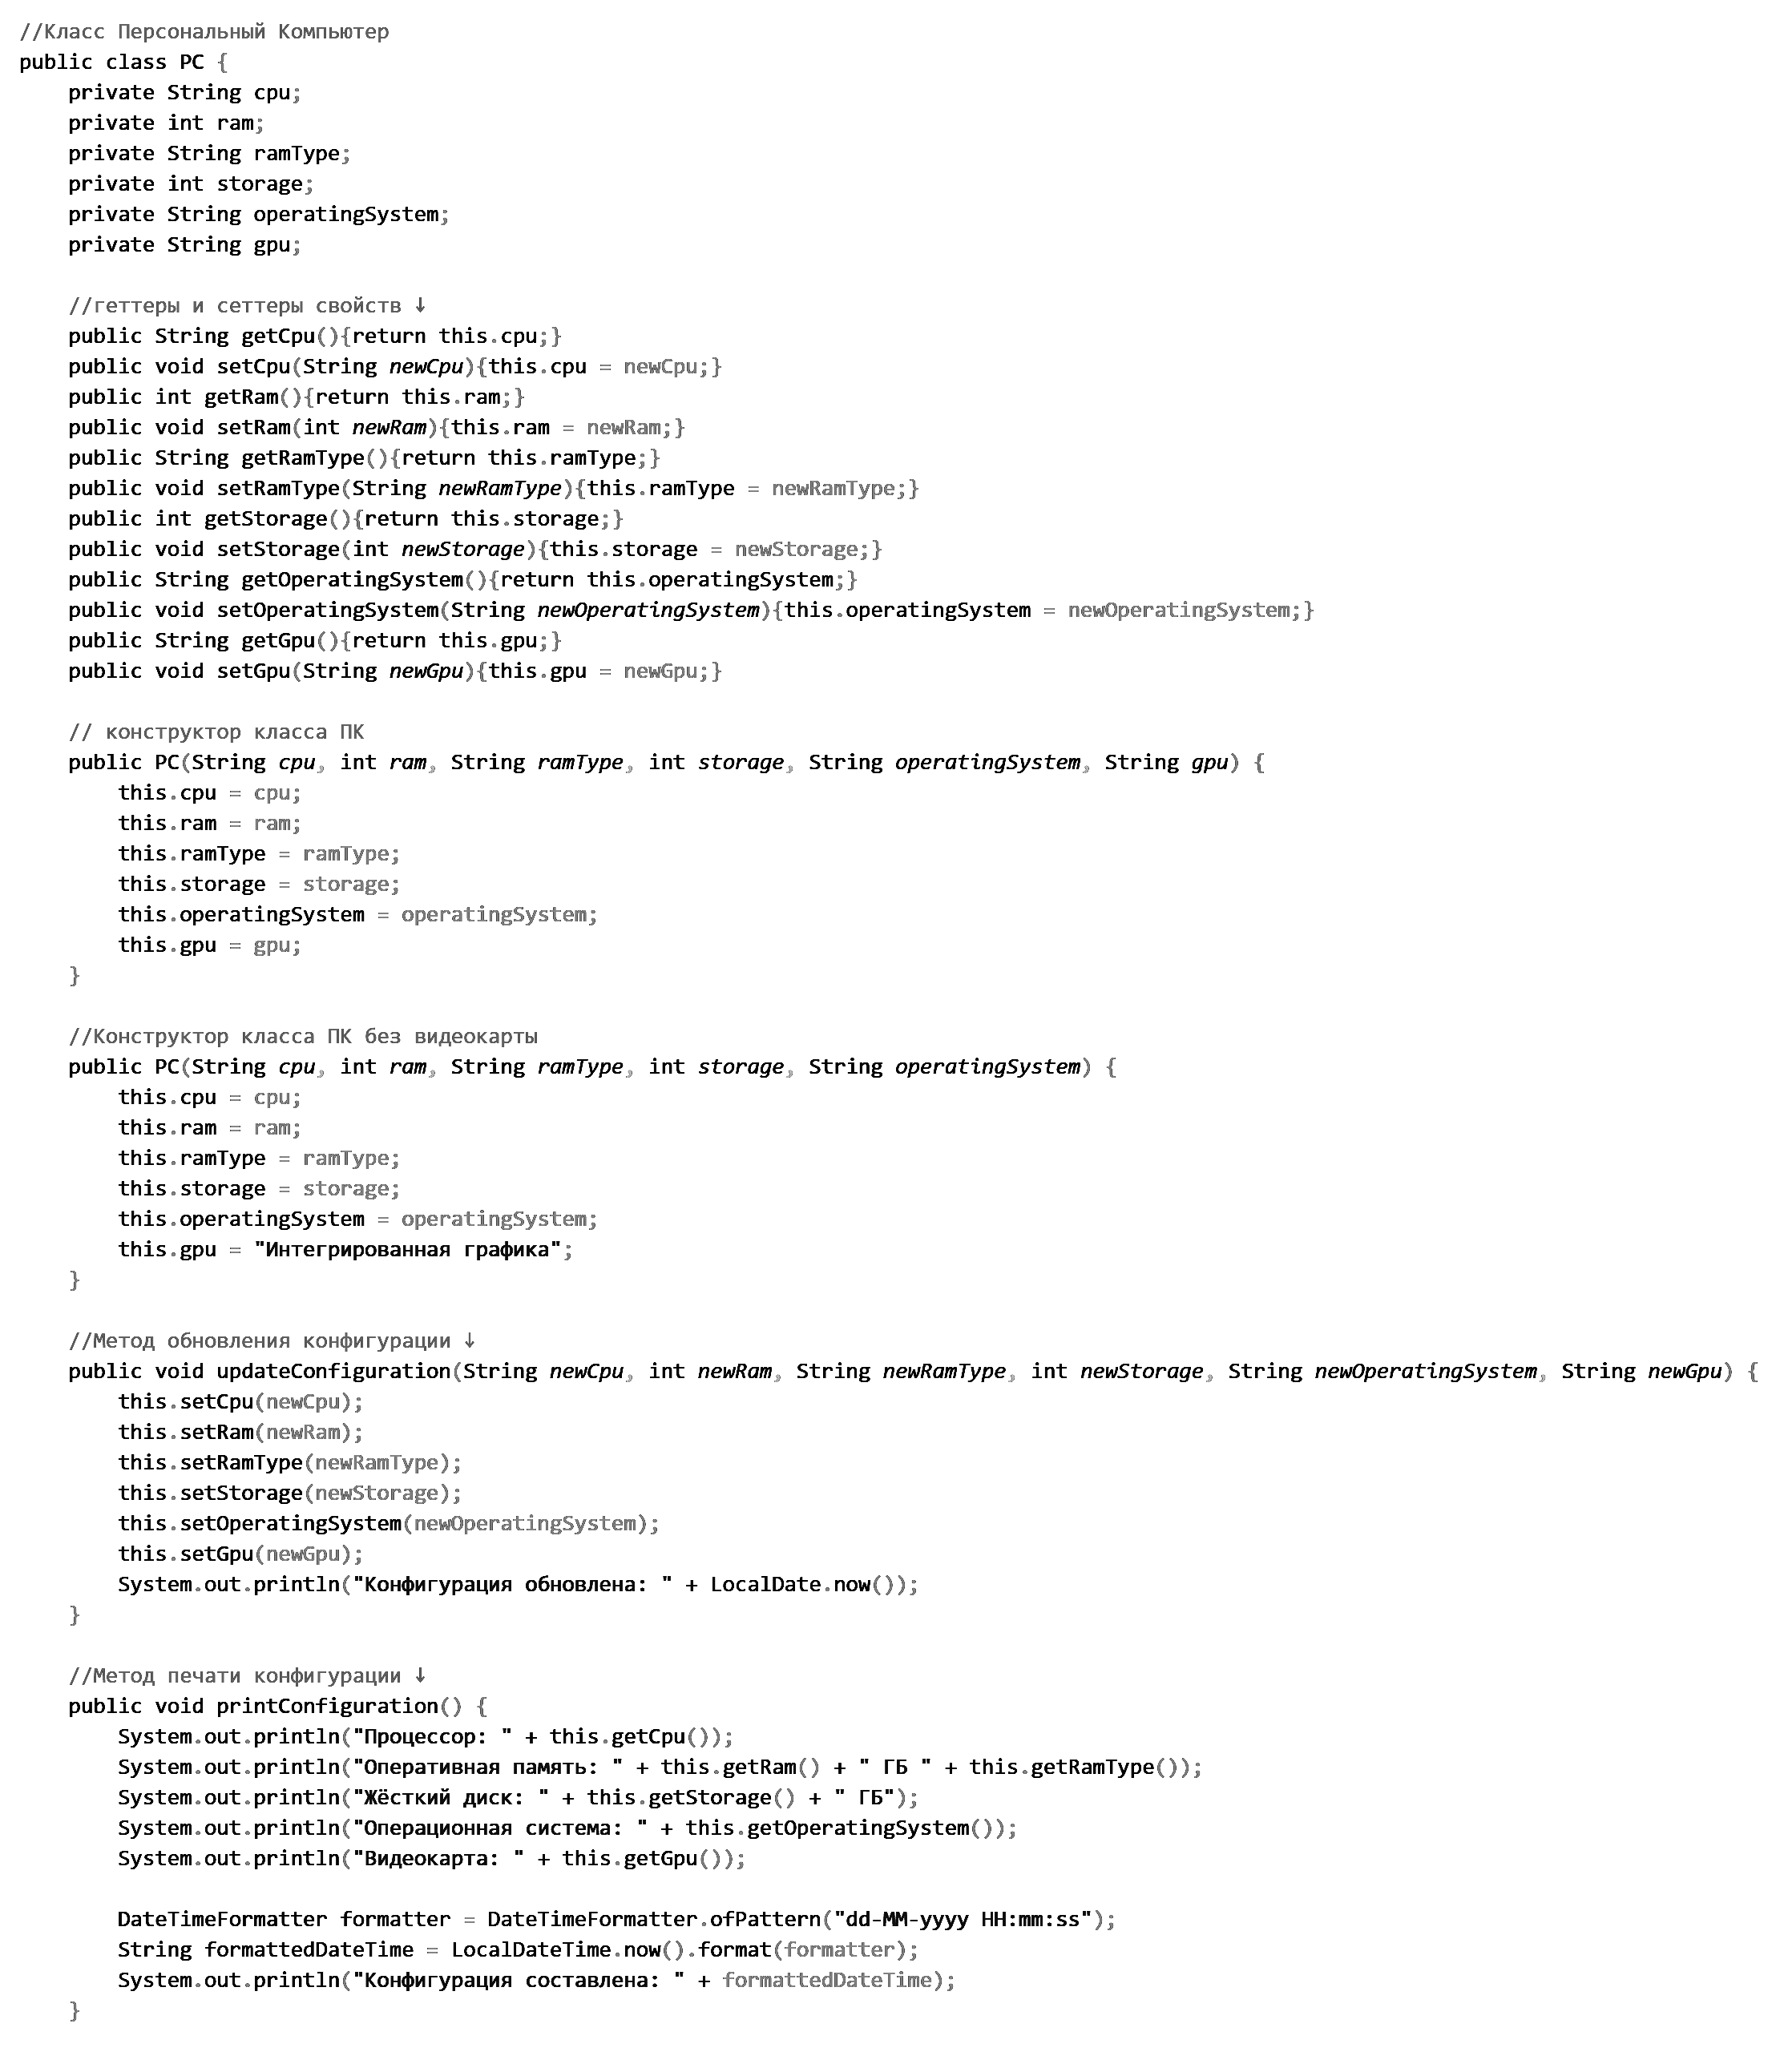 //Класс Персональный Компьютер
public class PC {
    private String cpu;
    private int ram;
    private String ramType;
    private int storage;
    private String operatingSystem;
    private String gpu;

    //геттеры и сеттеры свойств ↓
    public String getCpu(){return this.cpu;}
    public void setCpu(String newCpu){this.cpu = newCpu;}
    public int getRam(){return this.ram;}
    public void setRam(int newRam){this.ram = newRam;}
    public String getRamType(){return this.ramType;}
    public void setRamType(String newRamType){this.ramType = newRamType;}
    public int getStorage(){return this.storage;}
    public void setStorage(int newStorage){this.storage = newStorage;}
    public String getOperatingSystem(){return this.operatingSystem;}
    public void setOperatingSystem(String newOperatingSystem){this.operatingSystem = newOperatingSystem;}
    public String getGpu(){return this.gpu;}
    public void setGpu(String newGpu){this.gpu = newGpu;}

    // конструктор класса ПК
    public PC(String cpu, int ram, String ramType, int storage, String operatingSystem, String gpu) {
        this.cpu = cpu;
        this.ram = ram;
        this.ramType = ramType;
        this.storage = storage;
        this.operatingSystem = operatingSystem;
        this.gpu = gpu;
    }

    //Конструктор класса ПК без видеокарты
    public PC(String cpu, int ram, String ramType, int storage, String operatingSystem) {
        this.cpu = cpu;
        this.ram = ram;
        this.ramType = ramType;
        this.storage = storage;
        this.operatingSystem = operatingSystem;
        this.gpu = "Интегрированная графика";
    }

    //Метод обновления конфигурации ↓
    public void updateConfiguration(String newCpu, int newRam, String newRamType, int newStorage, String newOperatingSystem, String newGpu) {
        this.setCpu(newCpu);
        this.setRam(newRam);
        this.setRamType(newRamType);
        this.setStorage(newStorage);
        this.setOperatingSystem(newOperatingSystem);
        this.setGpu(newGpu);
        System.out.println("Конфигурация обновлена: " + LocalDate.now());
    }

    //Метод печати конфигурации ↓
    public void printConfiguration() {
        System.out.println("Процессор: " + this.getCpu());
        System.out.println("Оперативная память: " + this.getRam() + " ГБ " + this.getRamType());
        System.out.println("Жёсткий диск: " + this.getStorage() + " ГБ");
        System.out.println("Операционная система: " + this.getOperatingSystem());
        System.out.println("Видеокарта: " + this.getGpu());

        DateTimeFormatter formatter = DateTimeFormatter.ofPattern("dd-MM-yyyy HH:mm:ss");
        String formattedDateTime = LocalDateTime.now().format(formatter);
        System.out.println("Конфигурация составлена: " + formattedDateTime);
    }